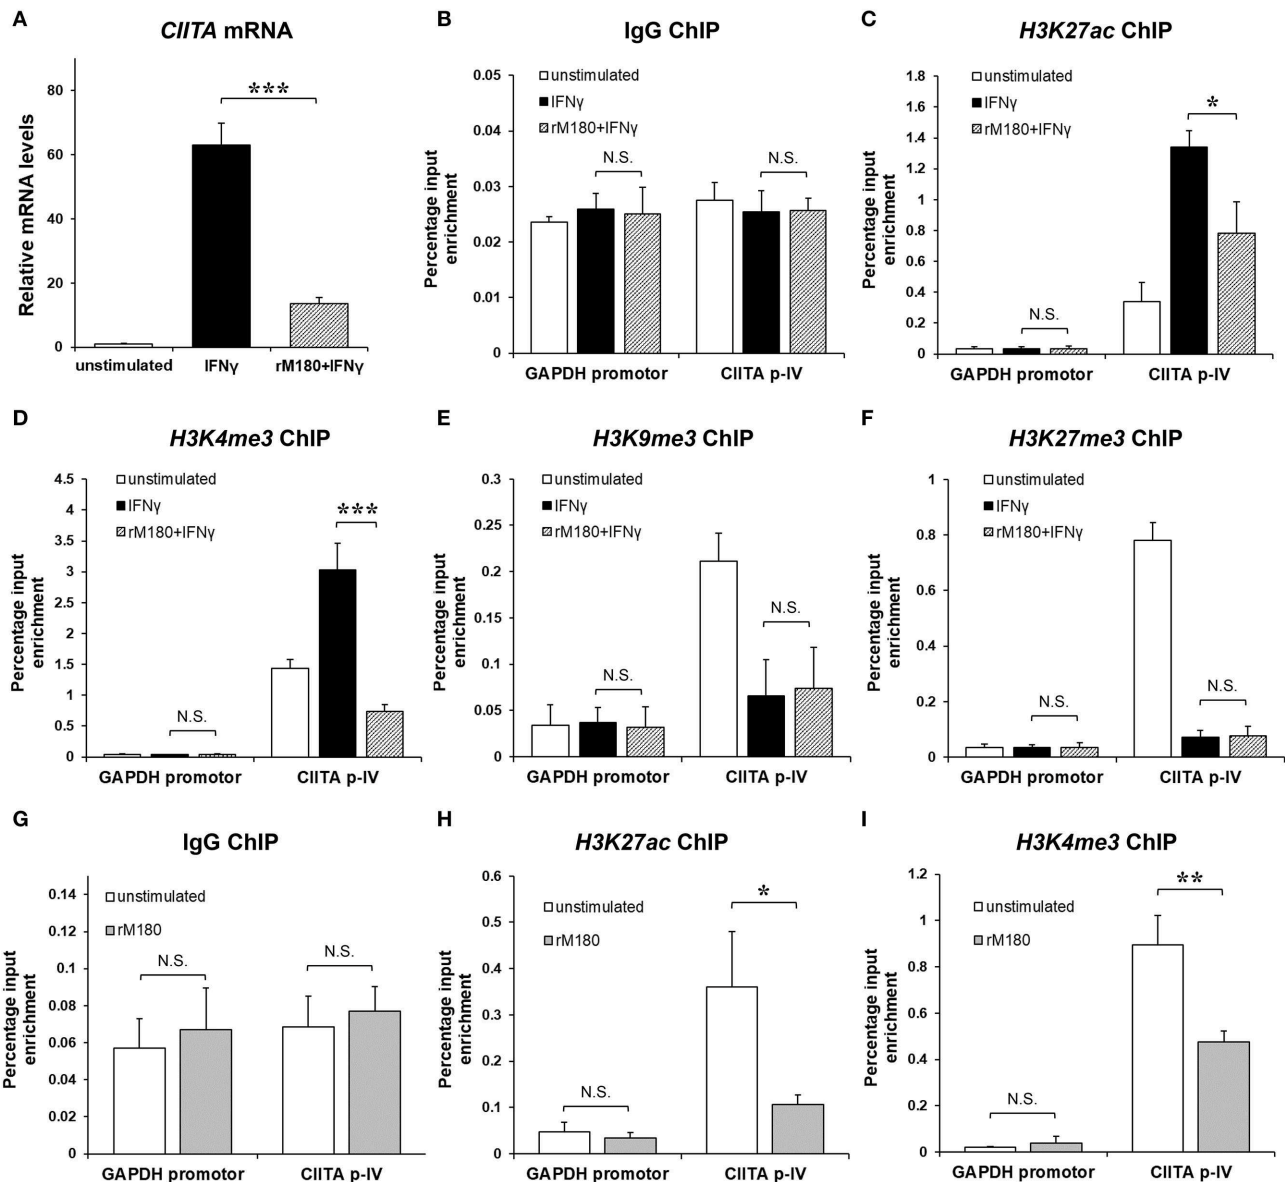 A
CIITA mRNA
Relative mRNA levels
80
60
40
20
0
***
unstimulated IFNγ rM180+IFNγ
B
IgG ChIP
Percentage input
enrichment
0.05
0.04
0.03
0.02
0.01
0
unstimulated
IFNγ
rM180+IFNγ
N.S.
N.S.
GAPDH promotor CIITA p-IV
C
H3K27ac ChIP
Percentage input
enrichment
1.8
1.6
1.4
1.2
1
0.8
0.6
0.4
0.2
0
unstimulated
IFNγ
rM180+IFNγ
*
N.S.
GAPDH promotor CIITA p-IV
D
H3K4me3 ChIP
Percentage input
enrichment
4.5
4
3.5
3
2.5
2
1.5
1
0.5
0
unstimulated
IFNγ
rM180+IFNγ
***
N.S.
GAPDH promotor CIITA p-IV
E
H3K9me3 ChIP
Percentage input
enrichment
0.3
0.25
0.2
0.15
0.1
0.05
0
unstimulated
IFNγ
rM180+IFNγ
N.S.
N.S.
GAPDH promotor CIITA p-IV
F
H3K27me3 ChIP
Percentage input
enrichment
1
0.8
0.6
0.4
0.2
0
unstimulated
IFNγ
rM180+IFNγ
N.S.
N.S.
GAPDH promotor CIITA p-IV
G
IgG ChIP
Percentage input
enrichment
0.14
0.12
0.1
0.08
0.06
0.04
0.02
0
unstimulated
rM180
N.S.
N.S.
GAPDH promotor CIITA p-IV
H
H3K27ac ChIP
Percentage input
enrichment
0.6
0.5
0.4
0.3
0.2
0.1
0
unstimulated
rM180
*
N.S.
GAPDH promotor CIITA p-IV
I
H3K4me3 ChIP
Percentage input
enrichment
1.2
1
0.8
0.6
0.4
0.2
0
unstimulated
rM180
**
N.S.
GAPDH promotor CIITA p-IV